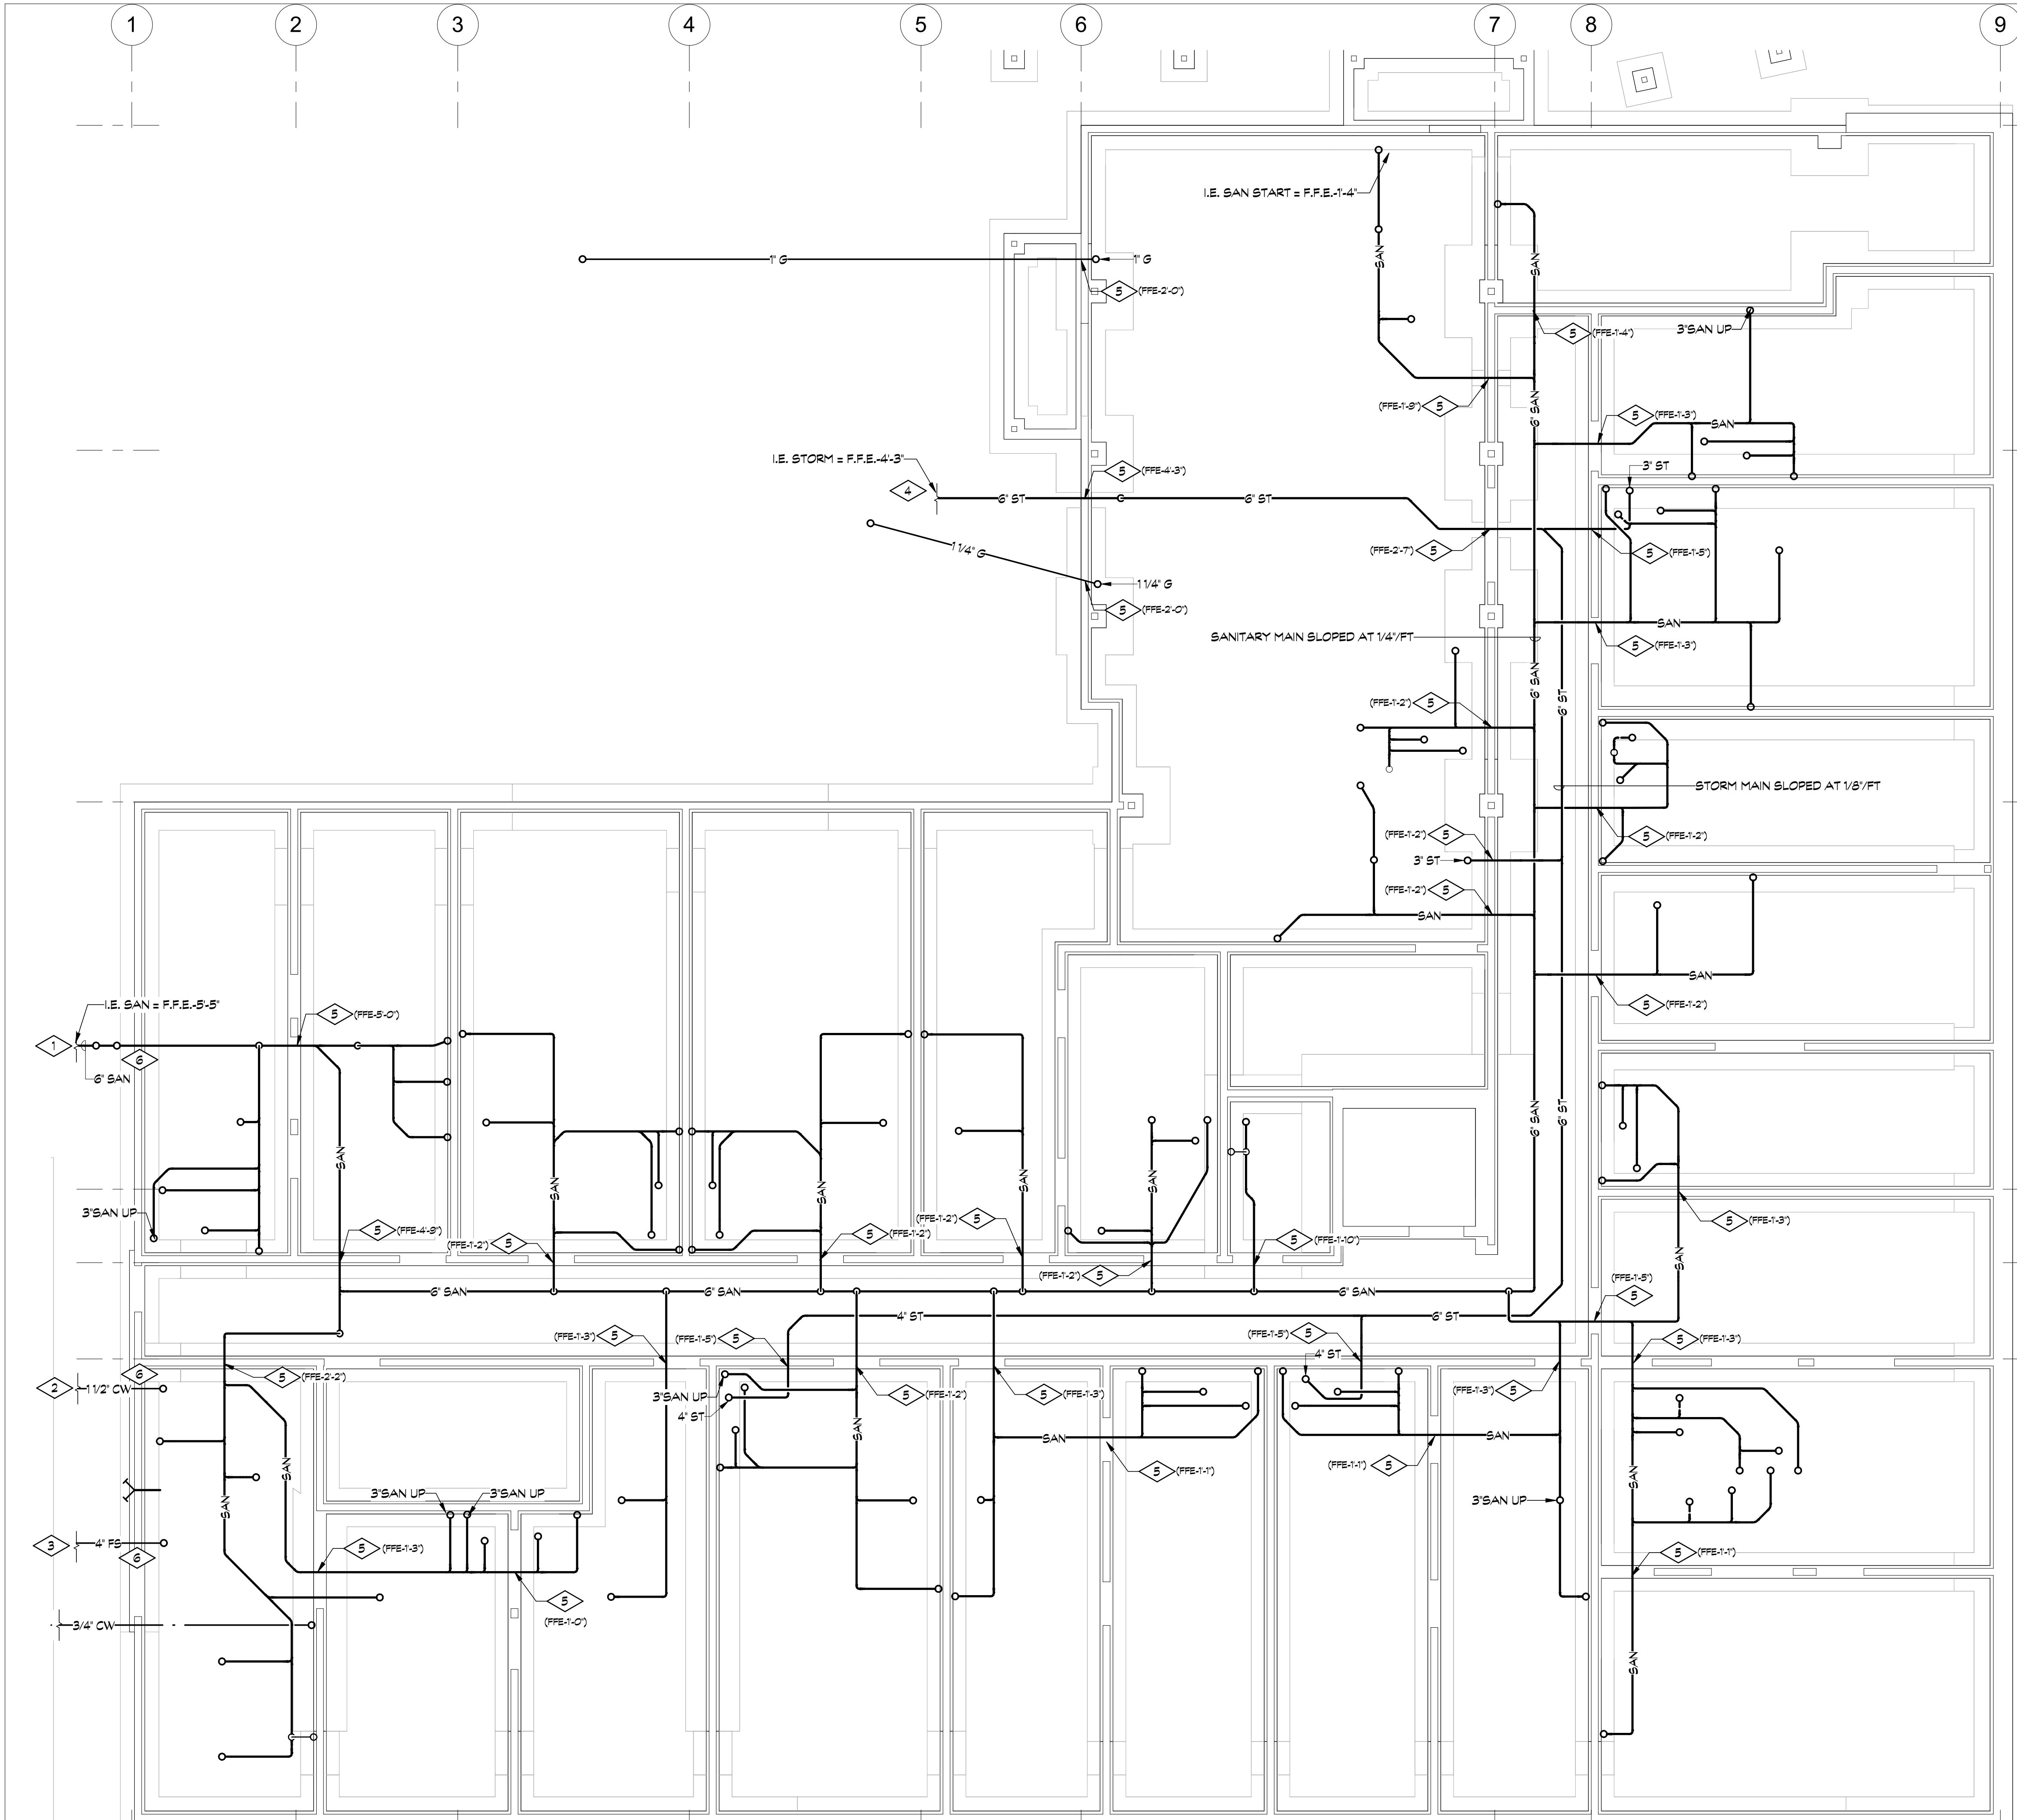 1 2 3 4 5 6 7 8 9
I.E. SAN START = F.F.E.-1'-4"
SAN
SAN
1" G
1" G
5 (FFE-2'-0")
5 (FFE-1'-4")
3"SAN UP
(FFE-1'-9") 5
6" SAN
5 (FFE-1'-3")
SAN
I.E. STORM = F.F.E.-4'-3"
5 (FFE-4'-3")
3" ST
4
6" ST
6" ST
1 1/4" G
(FFE-2'-7") 5
5 (FFE-1'-5")
1 1/4" G
5 (FFE-2'-0")
SAN
SANITARY MAIN SLOPED AT 1/4"/FT
5 (FFE-1'-3")
6" SAN
6" ST
(FFE-1'-2") 5
STORM MAIN SLOPED AT 1/8"/FT
(FFE-1'-2") 5
5 (FFE-1'-2")
3" ST
(FFE-1'-2") 5
SAN
SAN
5 (FFE-1'-2")
I.E. SAN = F.F.E.-5'-5"
5 (FFE-5'-0")
1
6
6" SAN
6" SAN
6" ST
SAN
SAN
SAN
SAN
SAN
3"SAN UP
5 (FFE-4'-9")
(FFE-1'-2") 5
5 (FFE-1'-2")
(FFE-1'-2") 5
(FFE-1'-2") 5
5 (FFE-1'-10")
5 (FFE-1'-3")
SAN
(FFE-1'-5")
5
6" SAN
6" SAN
6" SAN
4" ST
6" ST
(FFE-1'-3") 5
(FFE-1'-5") 5
(FFE-1'-5") 5
5 (FFE-1'-3")
4" ST
6
5 (FFE-2'-2")
2
1 1/2" CW
3"SAN UP
4" ST
5 (FFE-1'-2")
5 (FFE-1'-3")
(FFE-1'-3") 5
SAN
SAN
SAN
SAN
SAN
5 (FFE-1'-1")
(FFE-1'-1") 5
SAN
3"SAN UP
3"SAN UP
3"SAN UP
3
4" FS
6
5 (FFE-1'-3")
5 (FFE-1'-1")
5
(FFE-1'-0")
3/4" CW
SAN